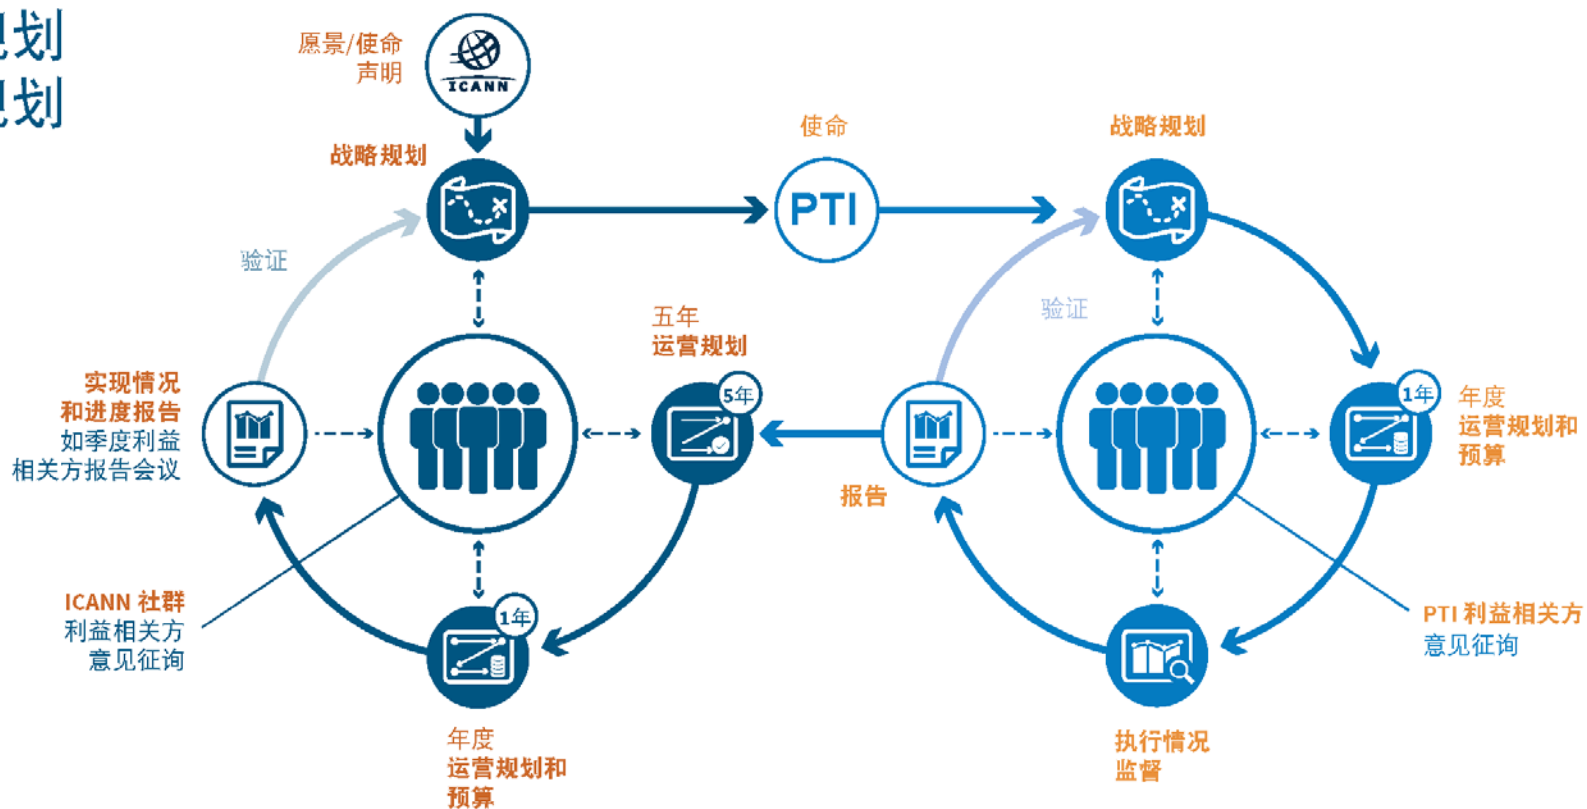 划
划
愿景/使命
声明
ICANN
战略规划
使命
PTI
战略规划
验证
验证
五年
运营规划
5年
实现情况
和进度报告
如季度利益
相关方报告会议
报告
1年
年度
运营规划和
预算
ICANN 社群
利益相关方
意见征询
1年
年度
运营规划和
预算
PTI 利益相关方
意见征询
执行情况
监督